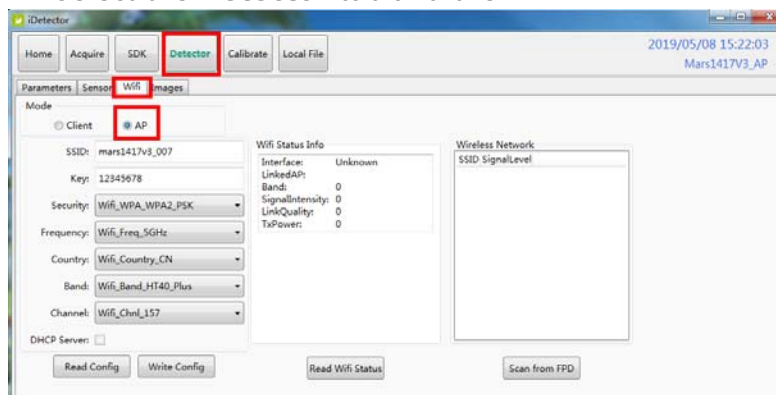 iDetector
Home Acquire SDK Detector Calibrate Local File
2019/05/08 15:22:03
Mars1417V3_AP
Parameters Sensor Wifi Images
Mode
Client AP
SSID: mars1417v3_007
Key: 12345678
Security: Wifi_WPA_WPA2_PSK
Frequency: Wifi_Freq_5GHz
Country: Wifi_Country_CN
Band: Wifi_Band_HT40_Plus
Channel: Wifi_Chnl_157
DHCP Server:
Read Config Write Config
Wifi Status Info
Interface: Unknown
LinkedAP:
Band: 0
SignalIntensity: 0
LinkQuality: 0
TxPower: 0
Read Wifi Status
Wireless Network
SSID SignalLevel
Scan from FPD